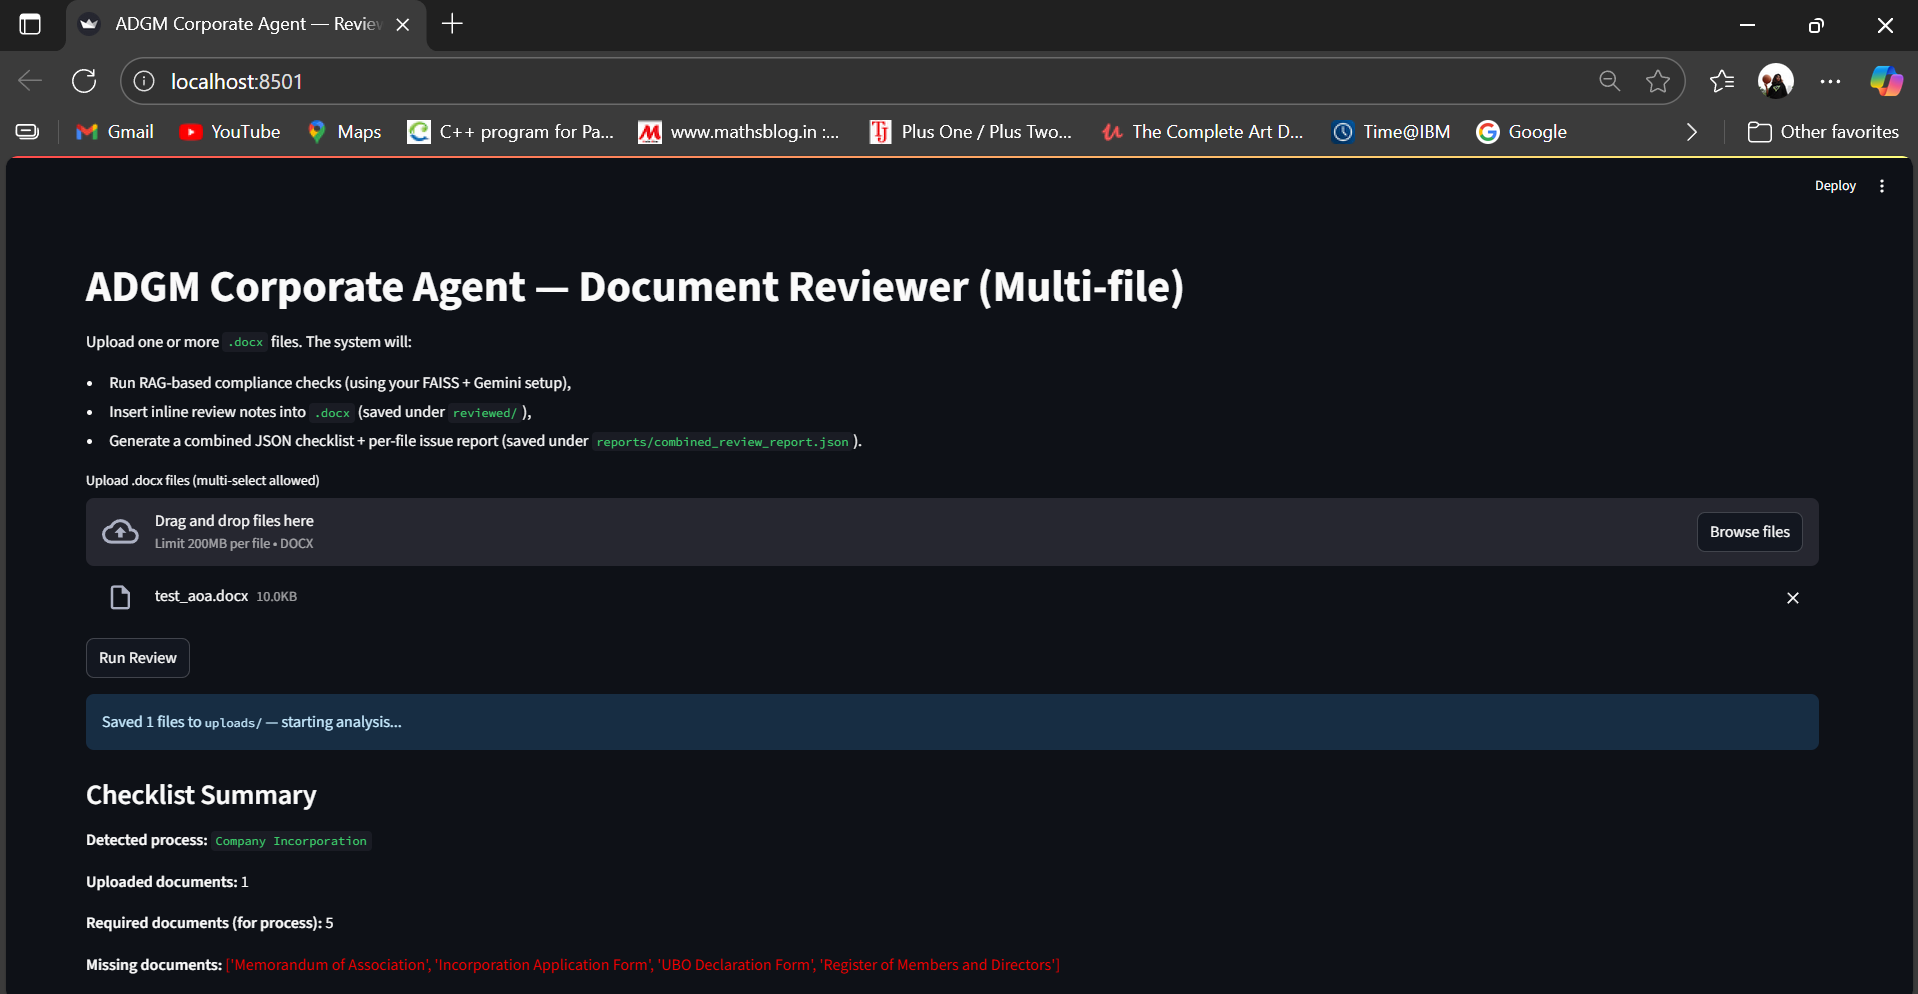 ADGM Corporate Agent — Review
localhost:8501
Gmail YouTube Maps C++ program for Pa... www.mathsblog.in :... Plus One / Plus Two... The Complete Art D... Time@IBM Google Other favorites
Deploy
ADGM Corporate Agent — Document Reviewer (Multi-file)
Upload one or more .docx files. The system will:
• Run RAG-based compliance checks (using your FAISS + Gemini setup),
• Insert inline review notes into .docx (saved under reviewed/ ),
• Generate a combined JSON checklist + per-file issue report (saved under reports/combined_review_report.json ).
Upload .docx files (multi-select allowed)
Drag and drop files here
Limit 200MB per file • DOCX
Browse files
test_aoa.docx 10.0KB
Run Review
Saved 1 files to uploads/ — starting analysis...
Checklist Summary
Detected process: Company Incorporation
Uploaded documents: 1
Required documents (for process): 5
Missing documents: ['Memorandum of Association', 'Incorporation Application Form', 'UBO Declaration Form', 'Register of Members and Directors']